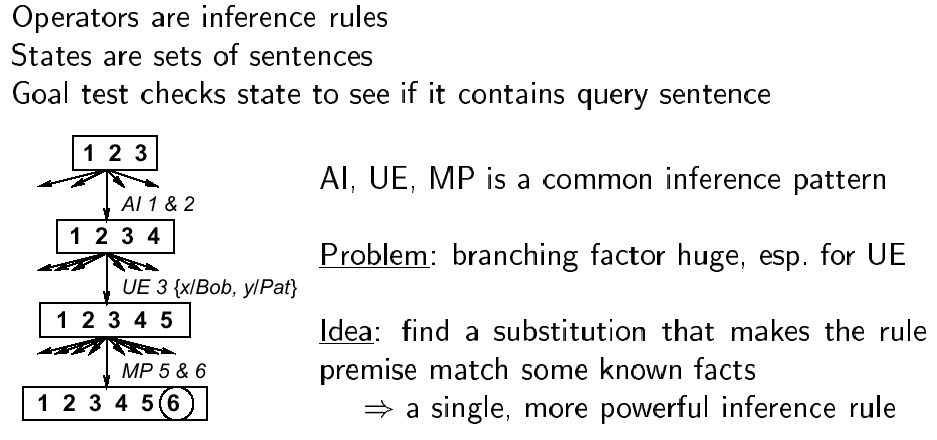 Operators are inference rules
States are sets of sentences
Goal test checks state to see if it contains query sentence
1 2 3
AI 1 & 2
1 2 3 4
UE 3 {x/Bob, y/Pat}
1 2 3 4 5
MP 5 & 6
1 2 3 4 5 6
AI, UE, MP is a common inference pattern
Problem: branching factor huge, esp. for UE
Idea: find a substitution that makes the rule
premise match some known facts
⇒ a single, more powerful inference rule